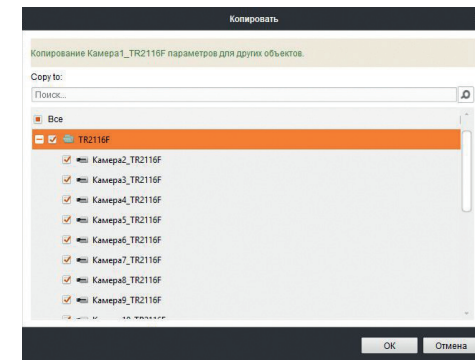 Копировать
Копирование Камера1_TR2116F параметров для других объектов.
Copy to:
Поиск...
Все
TR2116F
Камера2_TR2116F
Камера3_TR2116F
Камера4_TR2116F
Камера5_TR2116F
Камера6_TR2116F
Камера7_TR2116F
Камера8_TR2116F
Камера9_TR2116F
OK Отмена